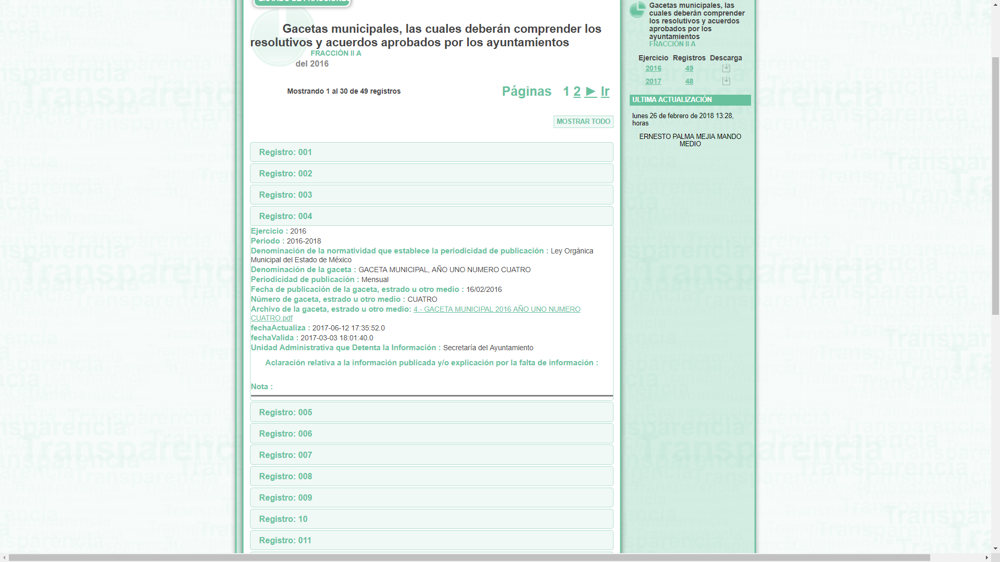 Gacetas municipales, las cuales deberán comprender los
resolutivos y acuerdos aprobados por los ayuntamientos
FRACCIÓN II A
del 2016
Mostrando 1 al 30 de 49 registros
Páginas 1 2 ► Ir
MOSTRAR TODO
Registro: 001
Registro: 002
Registro: 003
Registro: 004
Ejercicio : 2016
Periodo : 2016-2018
Denominación de la normatividad que establece la periodicidad de publicación : Ley Orgánica
Municipal del Estado de México
Denominación de la gaceta : GACETA MUNICIPAL, AÑO UNO NUMERO CUATRO
Periodicidad de publicación : Mensual
Fecha de publicación de la gaceta, estrado u otro medio : 16/02/2016
Número de gaceta, estrado u otro medio : CUATRO
Archivo de la gaceta, estrado u otro medio: 4.- GACETA MUNICIPAL 2016 AÑO UNO NUMERO
CUATRO.pdf
fechaActualiza : 2017-06-12 17:35:52.0
fechaValida : 2017-03-03 18:01:40.0
Unidad Administrativa que Detenta la Información : Secretaría del Ayuntamiento
Aclaración relativa a la información publicada y/o explicación por la falta de información :
Nota :
Registro: 005
Registro: 006
Registro: 007
Registro: 008
Registro: 009
Registro: 10
Registro: 011
Gacetas municipales, las
cuales deberán comprender
los resolutivos y acuerdos
aprobados por los
ayuntamientos
FRACCIÓN II A
Ejercicio Registros Descarga
2016 49
2017 48
ULTIMA ACTUALIZACIÓN
lunes 26 de febrero de 2018 13:28,
horas
ERNESTO PALMA MEJIA MANDO
MEDIO